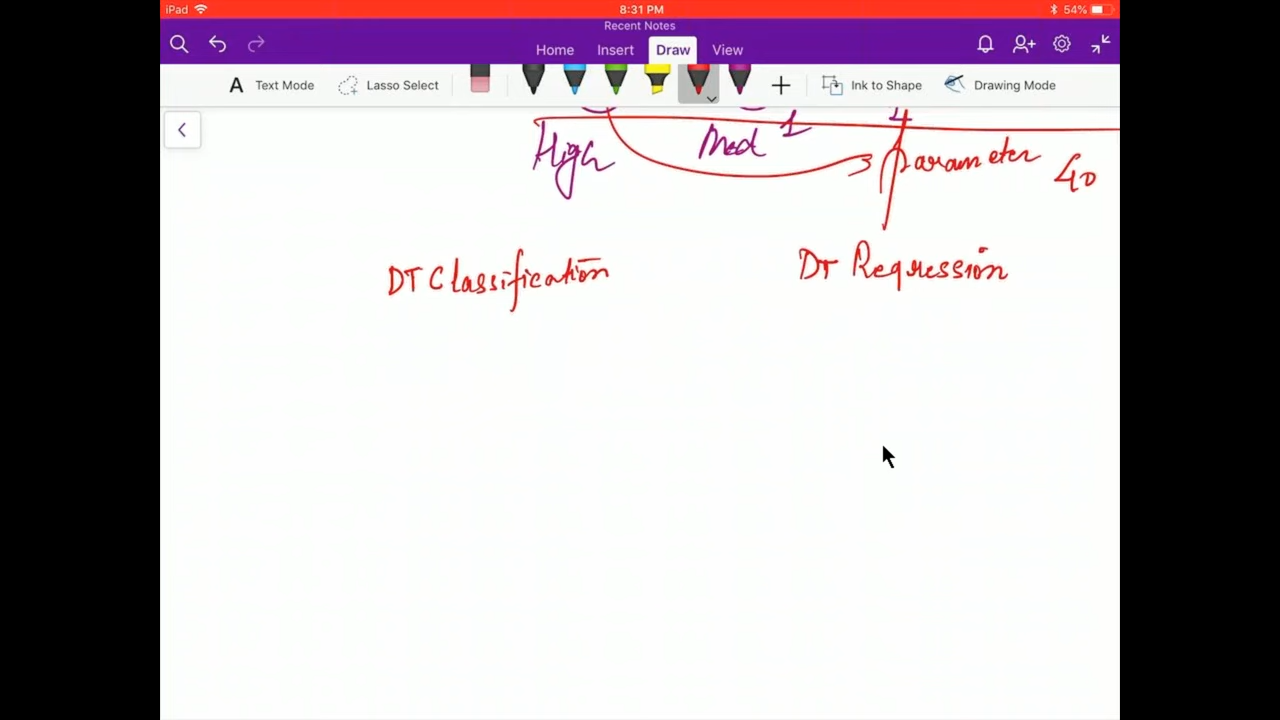 iPad 8:31 PM 54%
Recent Notes
Home Insert Draw View
Text Mode Lasso Select Ink to Shape Drawing Mode
High Med 1 4
Parameter 40
DT Classification DT Regression